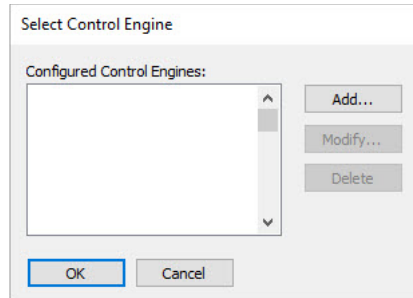 Select Control Engine
Configured Control Engines:
Add...
Modify...
Delete
OK
Cancel